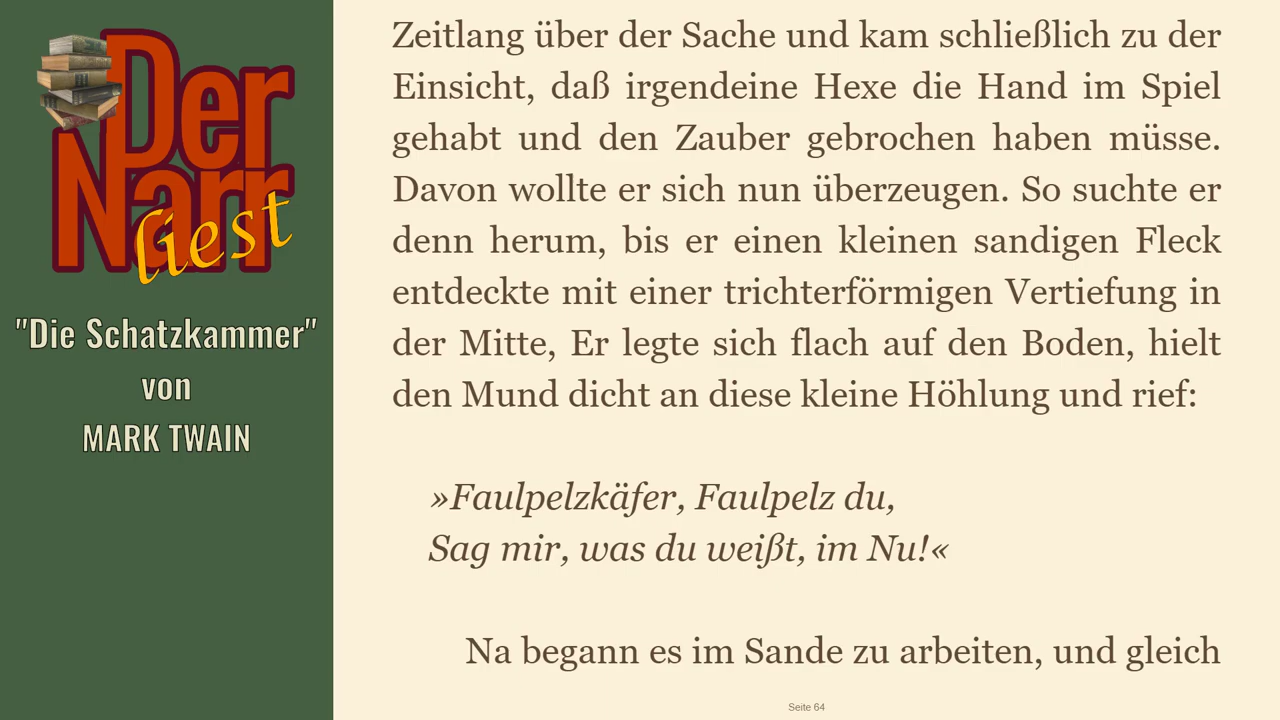 Der
Narr
liest
"Die Schatzkammer"
von
MARK TWAIN
Zeitlang über der Sache und kam schließlich zu der
Einsicht, daß irgendeine Hexe die Hand im Spiel
gehabt und den Zauber gebrochen haben müsse.
Davon wollte er sich nun überzeugen. So suchte er
denn herum, bis er einen kleinen sandigen Fleck
entdeckte mit einer trichterförmigen Vertiefung in
der Mitte, Er legte sich flach auf den Boden, hielt
den Mund dicht an diese kleine Höhlung und rief:
»Faulpelzkäfer, Faulpelz du,
Sag mir, was du weißt, im Nu!«
Na begann es im Sande zu arbeiten, und gleich
Seite 64